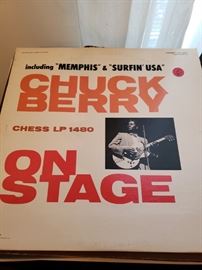 including "MEMPHIS" & "SURFIN' USA"
CHUCK
BERRY
CHESS LP 1480
ON
STAGE